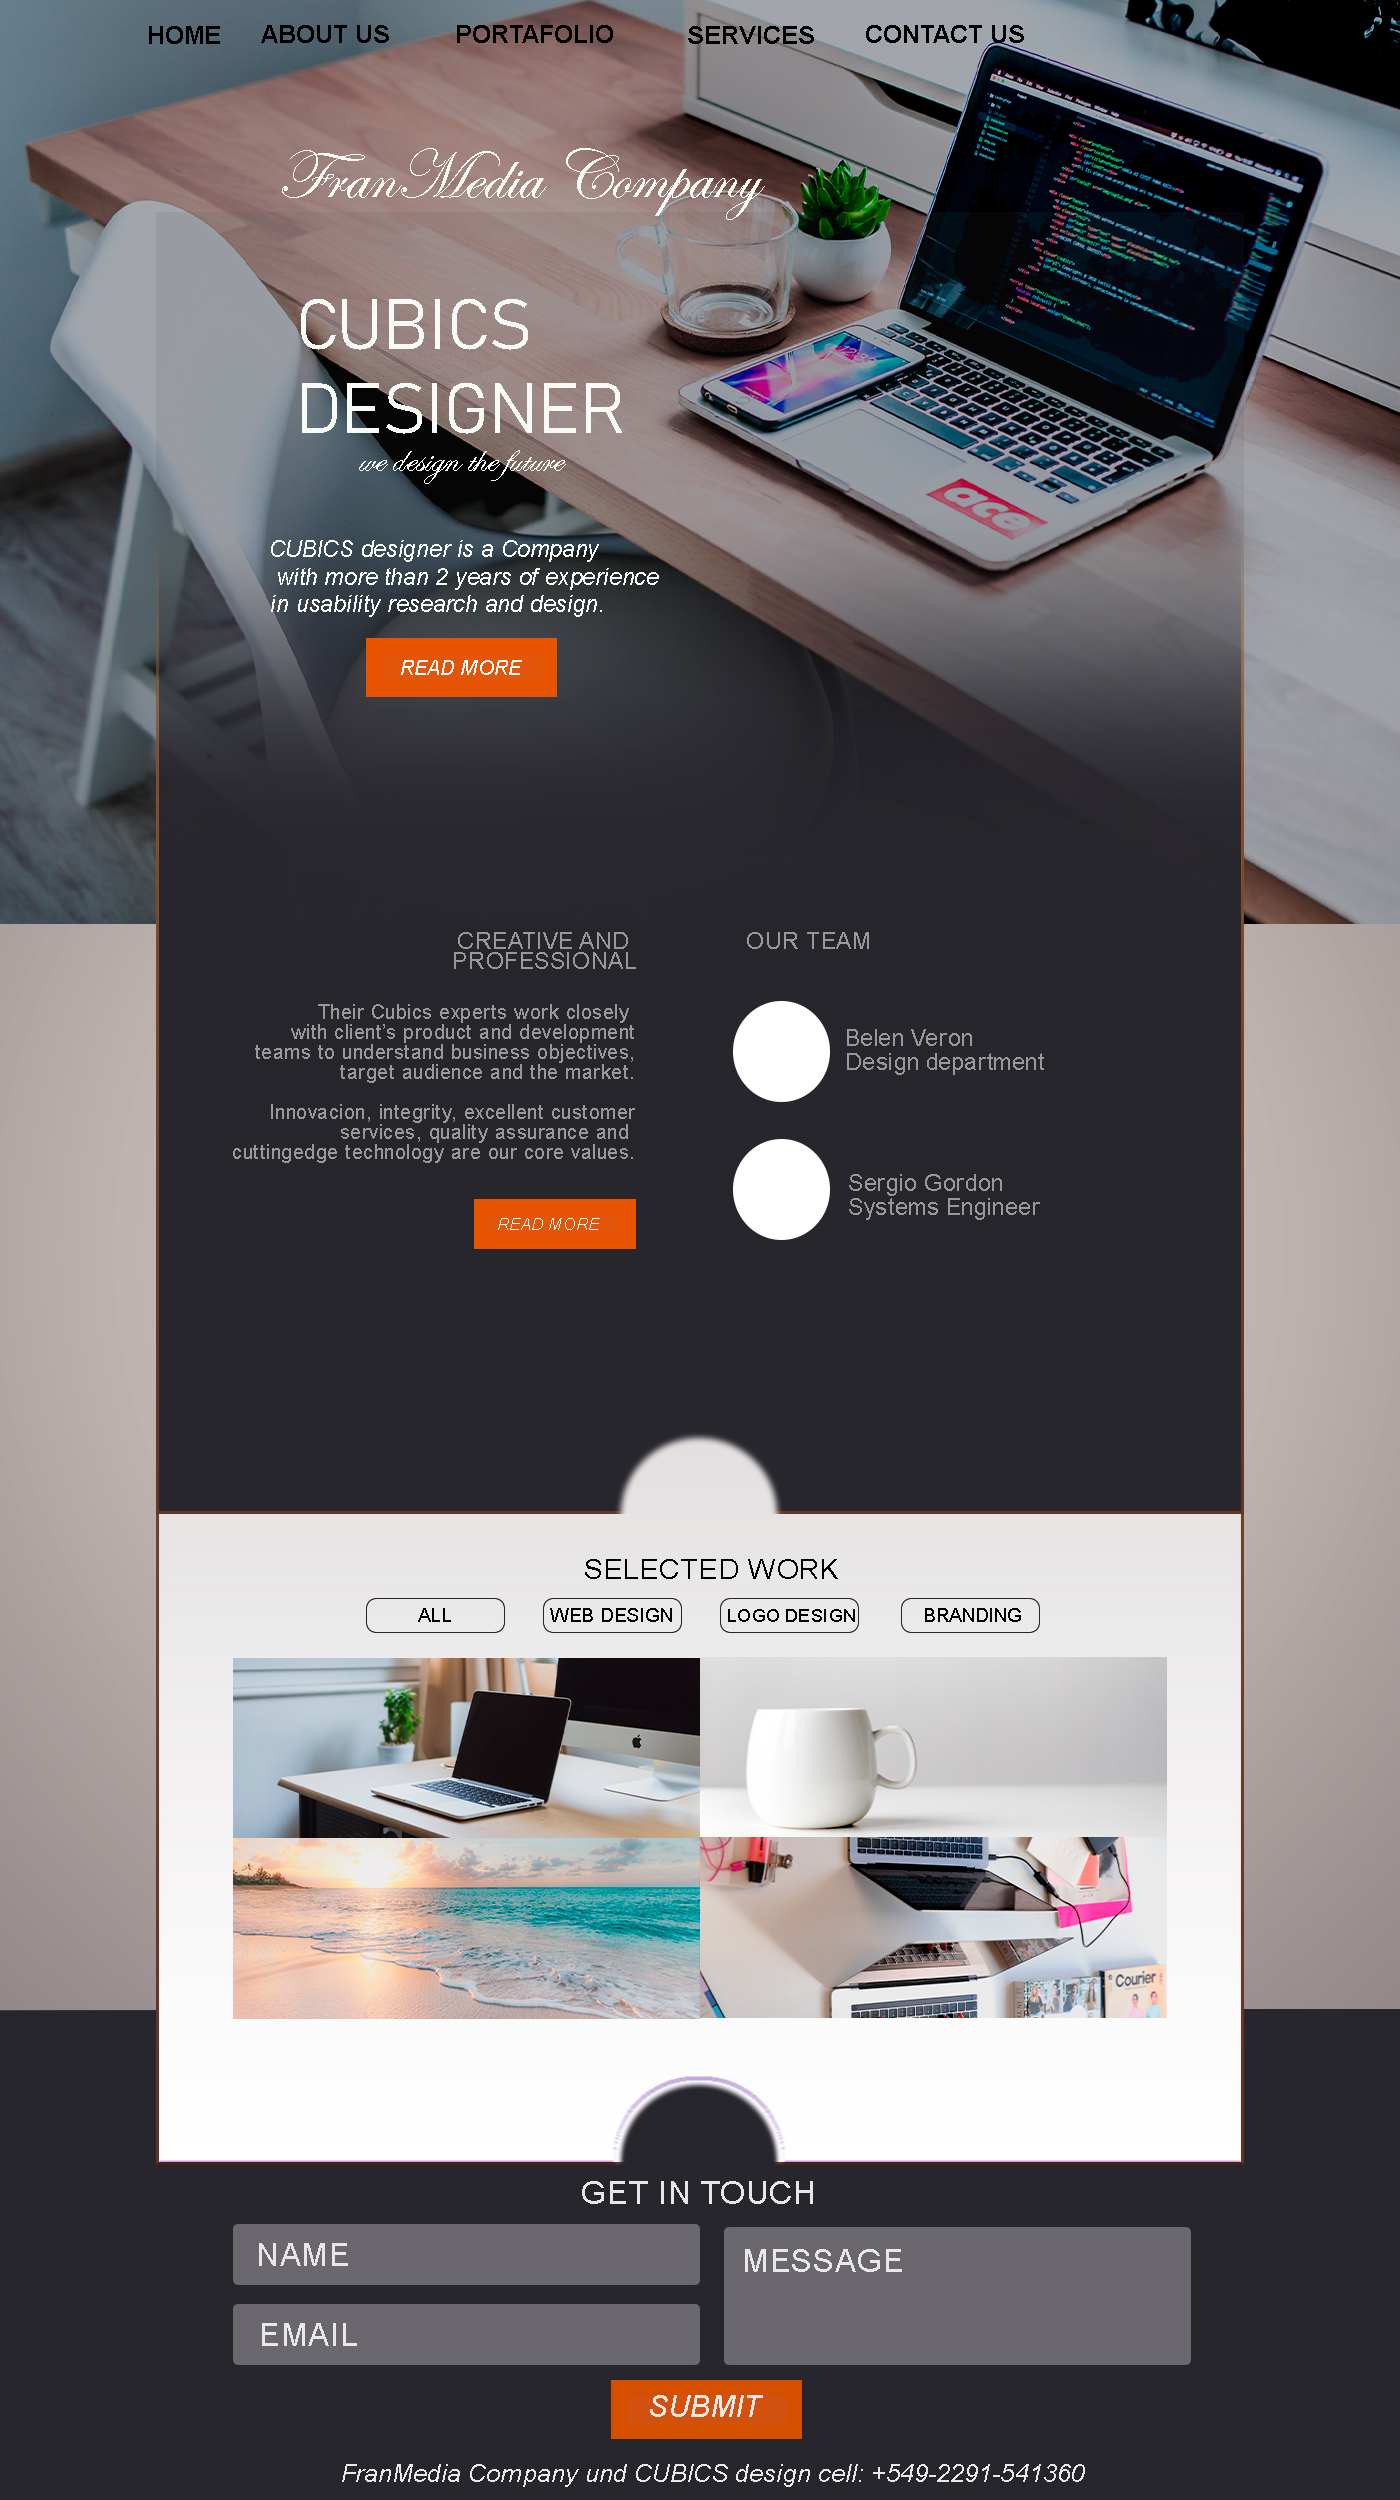 HOME ABOUT US PORTAFOLIO SERVICES CONTACT US
FranMedia Company
CUBICS
DESIGNER
we design the future
ace
CUBICS designer is a Company
with more than 2 years of experience
in usability research and design.
READ MORE
CREATIVE AND
PROFESSIONAL
Their Cubics experts work closely
with client’s product and development
teams to understand business objectives,
target audience and the market.
Innovacion, integrity, excellent customer
services, quality assurance and
cuttingedge technology are our core values.
READ MORE
OUR TEAM
Belen Veron
Design department
Sergio Gordon
Systems Engineer
SELECTED WORK
ALL WEB DESIGN LOGO DESIGN BRANDING
Courier
GET IN TOUCH
NAME
EMAIL
MESSAGE
SUBMIT
FranMedia Company und CUBICS design cell: +549-2291-541360